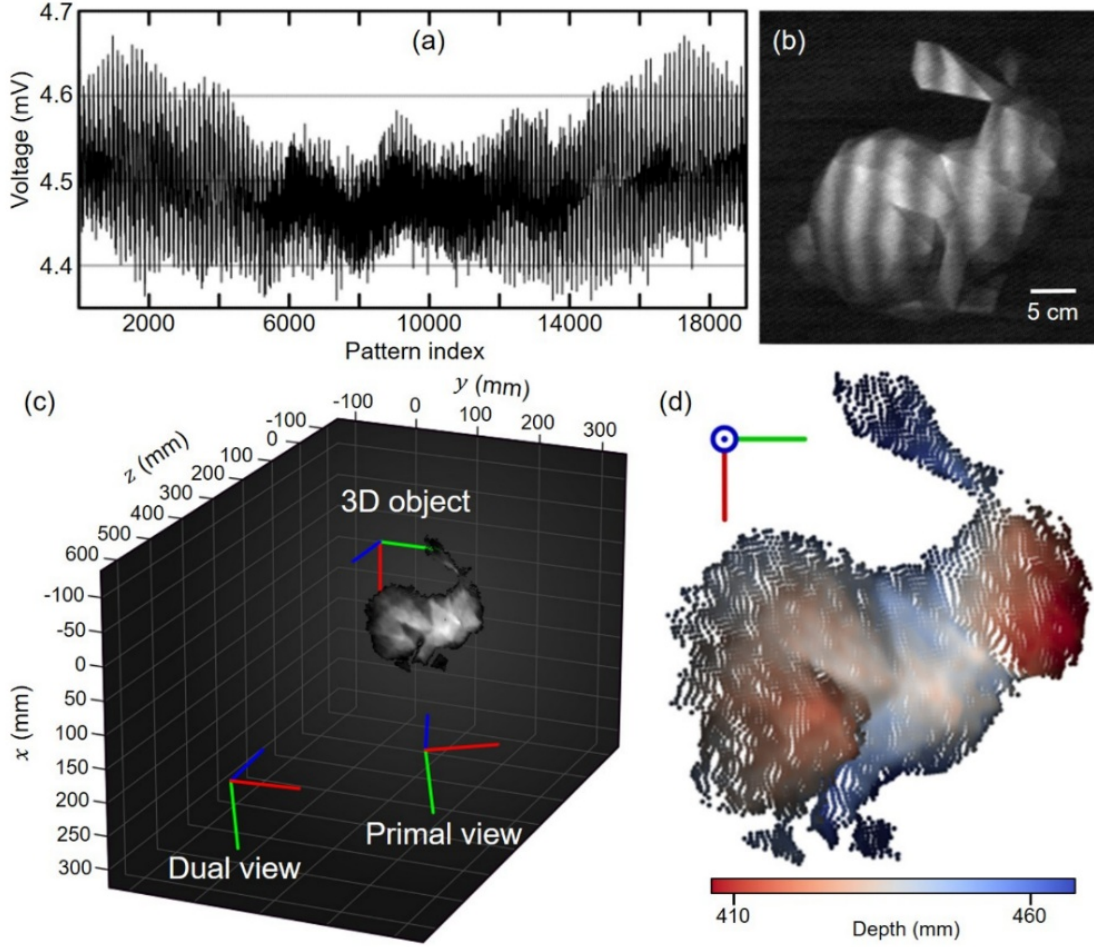 (a)
4.7
4.6
4.5
4.4
Voltage (mV)
2000 6000 10000 14000 18000
Pattern index
(b)
5 cm
(c)
y (mm)
-100 0 100 200 300
z (mm)
-100
0
100
200
300
400
500
600
x (mm)
-100
-50
0
50
100
150
200
250
300
3D object
Primal view
Dual view
(d)
410 460
Depth (mm)